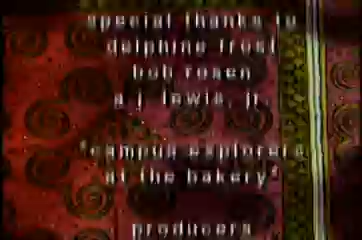 special thanks to
delphine frost
bob rosen
a.j. lewis, jr.
"campus explorers
at the bakery"
producers